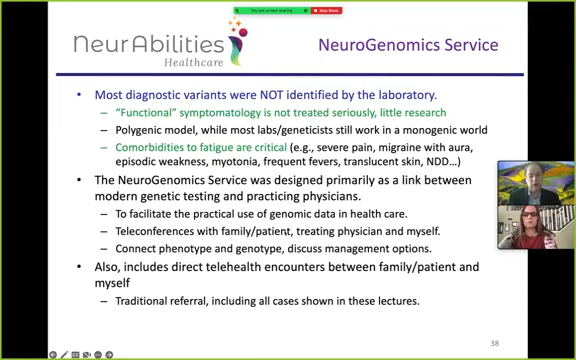 You are screen sharing
Stop Share
NeurAbilities
Healthcare
NeuroGenomics Service
• Most diagnostic variants were NOT identified by the laboratory.
– “Functional” symptomatology is not treated seriously, little research
– Polygenic model, while most labs/geneticists still work in a monogenic world
– Comorbidities to fatigue are critical (e.g., severe pain, migraine with aura,
episodic weakness, myotonia, frequent fevers, translucent skin, NDD…)
• The NeuroGenomics Service was designed primarily as a link between
modern genetic testing and practicing physicians.
– To facilitate the practical use of genomic data in health care.
– Teleconferences with family/patient, treating physician and myself.
– Connect phenotype and genotype, discuss management options.
• Also, includes direct telehealth encounters between family/patient and
myself
– Traditional referral, including all cases shown in these lectures.
38